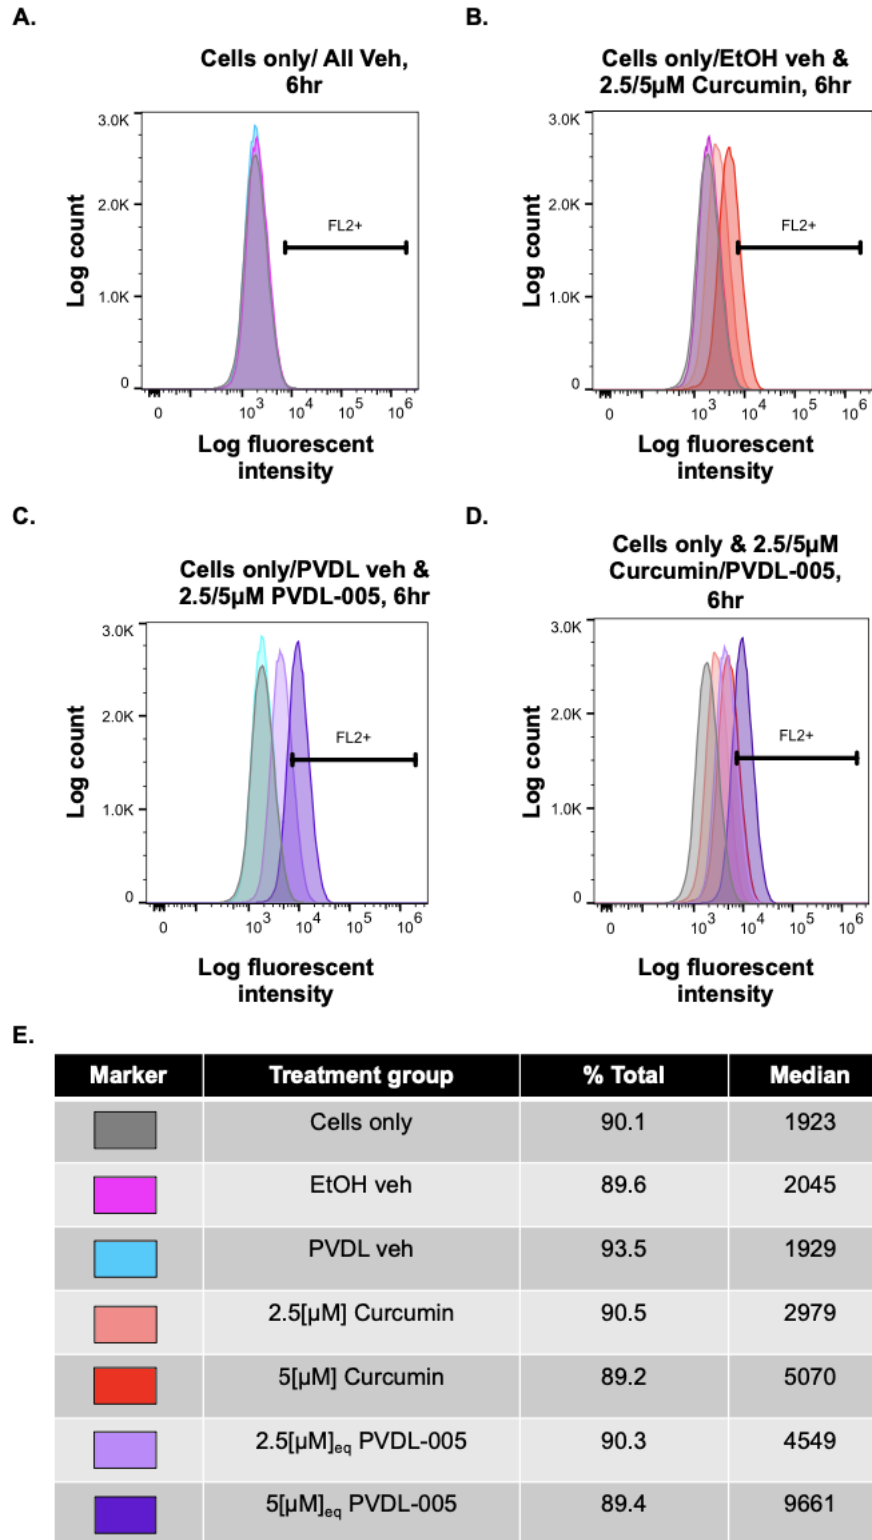 A.
Cells only/ All Veh,
6hr
3.0K
2.0K
1.0K
0
FL2+
0 10³ 10⁴ 10⁵ 10⁶
Log count
Log fluorescent
intensity
B.
Cells only/EtOH veh &
2.5/5µM Curcumin, 6hr
3.0K
2.0K
1.0K
0
FL2+
0 10³ 10⁴ 10⁵ 10⁶
Log count
Log fluorescent
intensity
C.
Cells only/PVDL veh &
2.5/5µM PVDL-005, 6hr
3.0K
2.0K
1.0K
0
FL2+
0 10³ 10⁴ 10⁵ 10⁶
Log count
Log fluorescent
intensity
D.
Cells only & 2.5/5µM
Curcumin/PVDL-005,
6hr
3.0K
2.0K
1.0K
0
FL2+
0 10³ 10⁴ 10⁵ 10⁶
Log count
Log fluorescent
intensity
E.
Marker Treatment group % Total Median
Cells only 90.1 1923
EtOH veh 89.6 2045
PVDL veh 93.5 1929
2.5[µM] Curcumin 90.5 2979
5[µM] Curcumin 89.2 5070
2.5[µM]eq PVDL-005 90.3 4549
5[µM]eq PVDL-005 89.4 9661